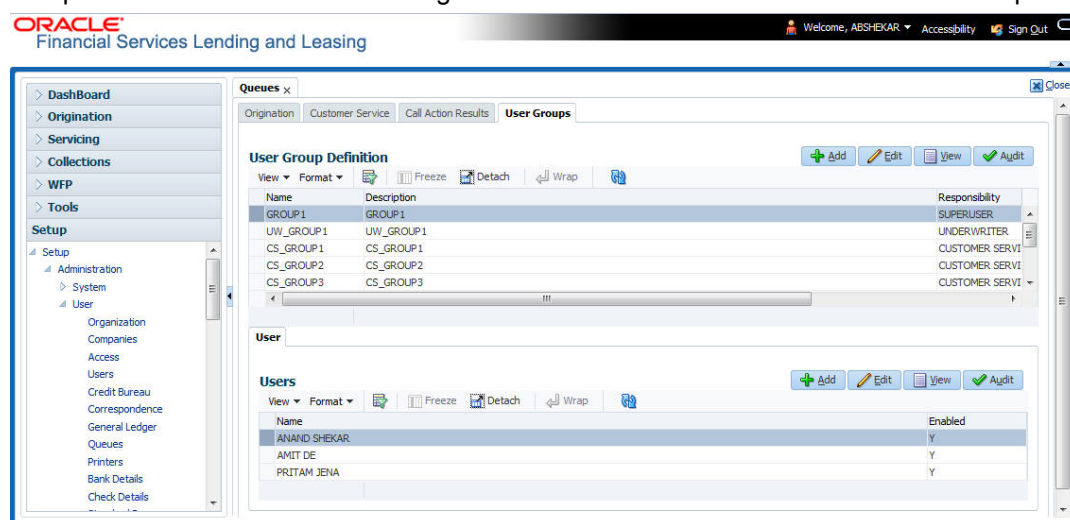 ORACLE
Financial Services Lending and Leasing
Welcome, ABSHEKAR Accessibility Sign Out
DashBoard
Origination
Servicing
Collections
WFP
Tools
Setup
Setup
Administration
System
User
Organization
Companies
Access
Users
Credit Bureau
Correspondence
General Ledger
Queues
Printers
Bank Details
Check Details
Queues x
Close
Origination Customer Service Call Action Results User Groups
User Group Definition
Add Edit View Audit
View Format Freeze Detach Wrap
Name Description Responsibility
GROUP1 GROUP1 SUPERUSER
UW_GROUP1 UW_GROUP1 UNDERWRITER
CS_GROUP1 CS_GROUP1 CUSTOMER SERVI
CS_GROUP2 CS_GROUP2 CUSTOMER SERVI
CS_GROUP3 CS_GROUP3 CUSTOMER SERVI
User
Users
Add Edit View Audit
View Format Freeze Detach Wrap
Name Enabled
ANAND SHEKAR Y
AMIT DE Y
PRITAM JENA Y